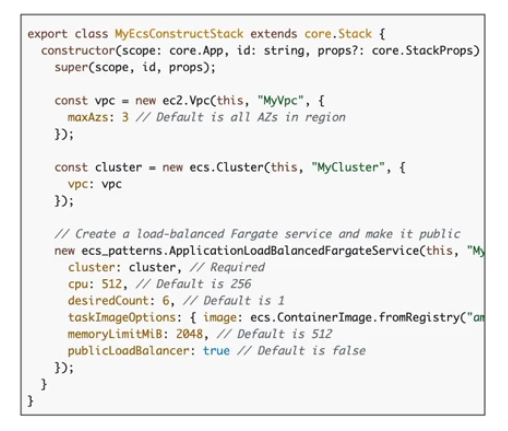 export class MyEcsConstructStack extends core.Stack {
  constructor(scope: core.App, id: string, props?: core.StackProps)
    super(scope, id, props);

    const vpc = new ec2.Vpc(this, "MyVpc", {
      maxAzs: 3 // Default is all AZs in region
    });

    const cluster = new ecs.Cluster(this, "MyCluster", {
      vpc: vpc
    });

    // Create a load-balanced Fargate service and make it public
    new ecs_patterns.ApplicationLoadBalancedFargateService(this, "My
      cluster: cluster, // Required
      cpu: 512, // Default is 256
      desiredCount: 6, // Default is 1
      taskImageOptions: { image: ecs.ContainerImage.fromRegistry("am
      memoryLimitMiB: 2048, // Default is 512
      publicLoadBalancer: true // Default is false
    });
  }
}